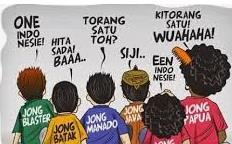 ONE
INDO
NESIE!
HITA
SADA!
BAAA..
TORANG
SATU
TOH?
SIJI..
EEN
INDO
NESIE!
KITORANG
SATU!
WUAHAHA!
JONG
BLASTER
JONG
BATAK
JONG
MANADO
JONG
JAVA
JONG
PAPUA